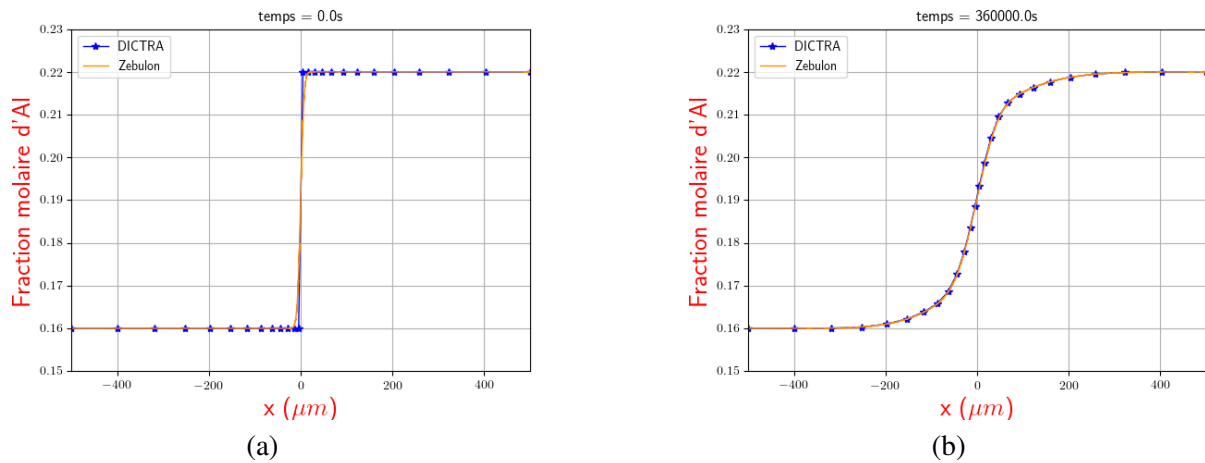 temps = 0.0s
0.23
0.22
0.21
0.20
0.19
0.18
0.17
0.16
0.15
Fraction molaire d'Al
DICTRA
Zebulon
−400
−200
0
200
400
x (μm)
(a)
temps = 360000.0s
0.23
0.22
0.21
0.20
0.19
0.18
0.17
0.16
0.15
Fraction molaire d'Al
DICTRA
Zebulon
−400
−200
0
200
400
x (μm)
(b)